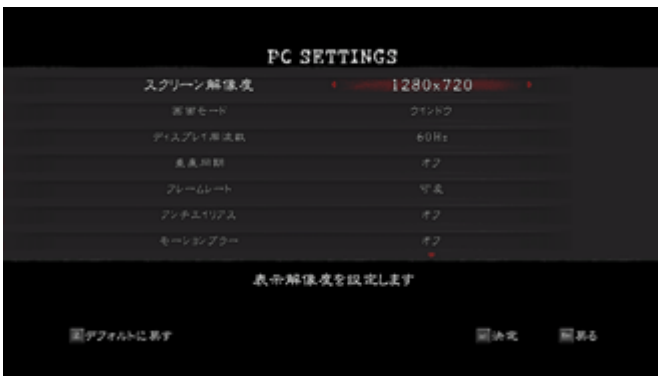 PC SETTINGS
スクリーン解像度 1280x720
画面モード ウインドウ
ディスプレイ周波数 60Hz
垂直同期 オフ
フレームレート 可変
アンチエイリアス オフ
モーションブラー オフ
表示解像度を設定します
デフォルトに戻す 決定 戻る